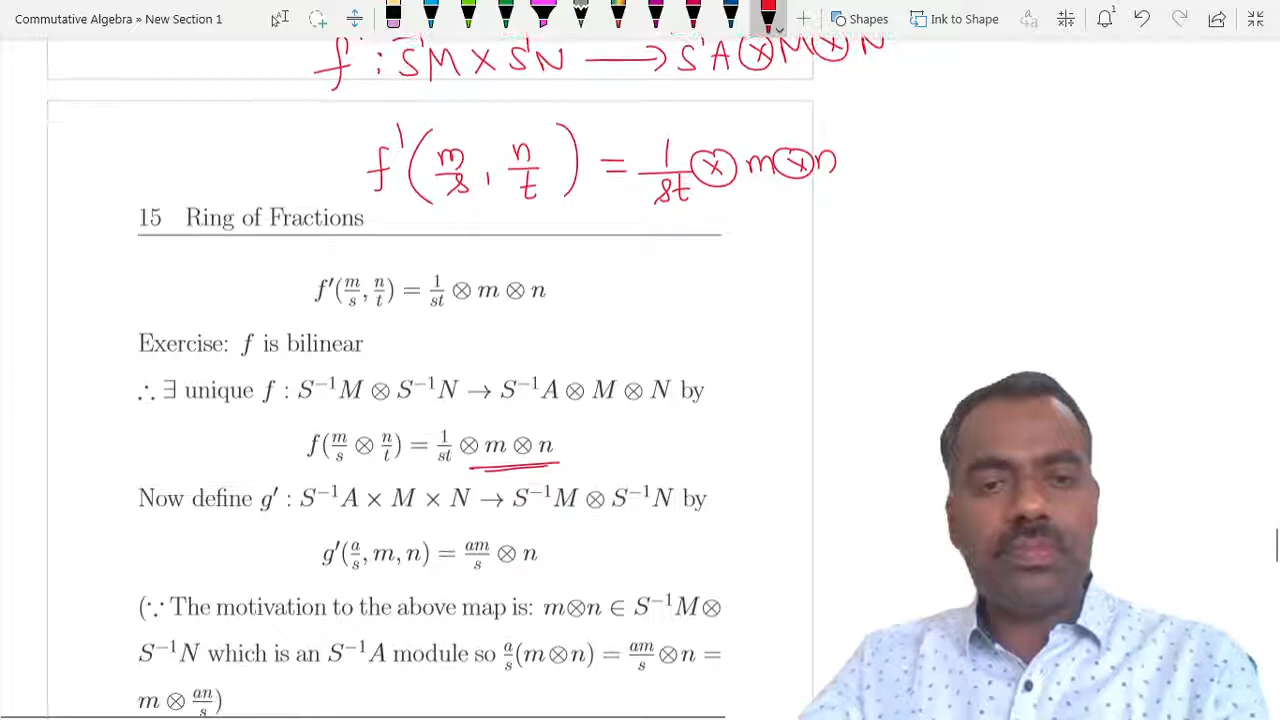 Commutative Algebra » New Section 1
Shapes
Ink to Shape
f' : S⁻¹M × S⁻¹N ⟶ S⁻¹A ⊗ M ⊗ N
f'(m/s, n/t) = 1/st ⊗ m ⊗ n
15 Ring of Fractions
f′(m/s, n/t) = 1/st ⊗ m ⊗ n
Exercise: f is bilinear
∴ ∃ unique f : S⁻¹M ⊗ S⁻¹N → S⁻¹A ⊗ M ⊗ N by
f(m/s ⊗ n/t) = 1/st ⊗ m ⊗ n
Now define g′ : S⁻¹A × M × N → S⁻¹M ⊗ S⁻¹N by
g′(a/s, m, n) = am/s ⊗ n
(∵ The motivation to the above map is: m⊗n ∈ S⁻¹M⊗
S⁻¹N which is an S⁻¹A module so a/s(m⊗n) = am/s ⊗n =
m ⊗ an/s)